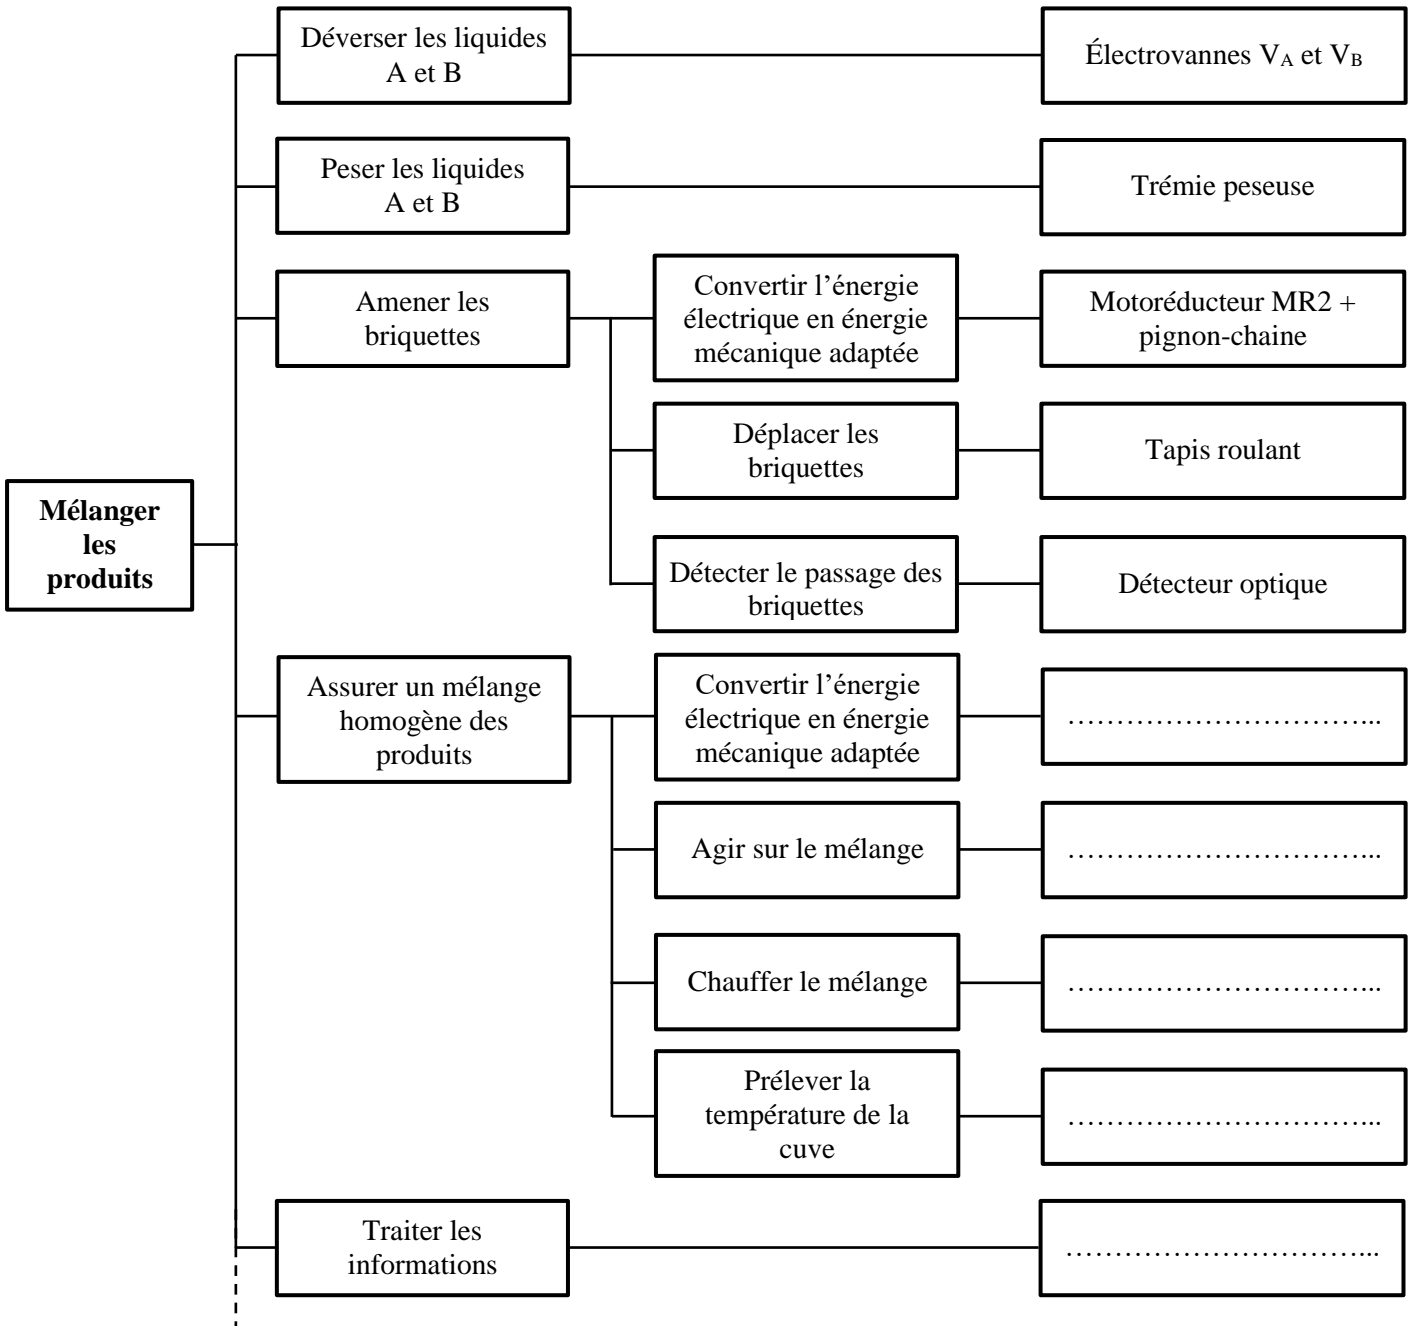 Déverser les liquides
A et B
Électrovannes VA et VB
Peser les liquides
A et B
Trémie peseuse
Amener les
briquettes
Convertir l’énergie
électrique en énergie
mécanique adaptée
Motoréducteur MR2 +
pignon-chaine
Déplacer les
briquettes
Tapis roulant
Mélanger
les
produits
Détecter le passage des
briquettes
Détecteur optique
Assurer un mélange
homogène des
produits
Convertir l’énergie
électrique en énergie
mécanique adaptée
…………………………...
Agir sur le mélange
…………………………...
Chauffer le mélange
…………………………...
Prélever la
température de la
cuve
…………………………...
Traiter les
informations
…………………………...